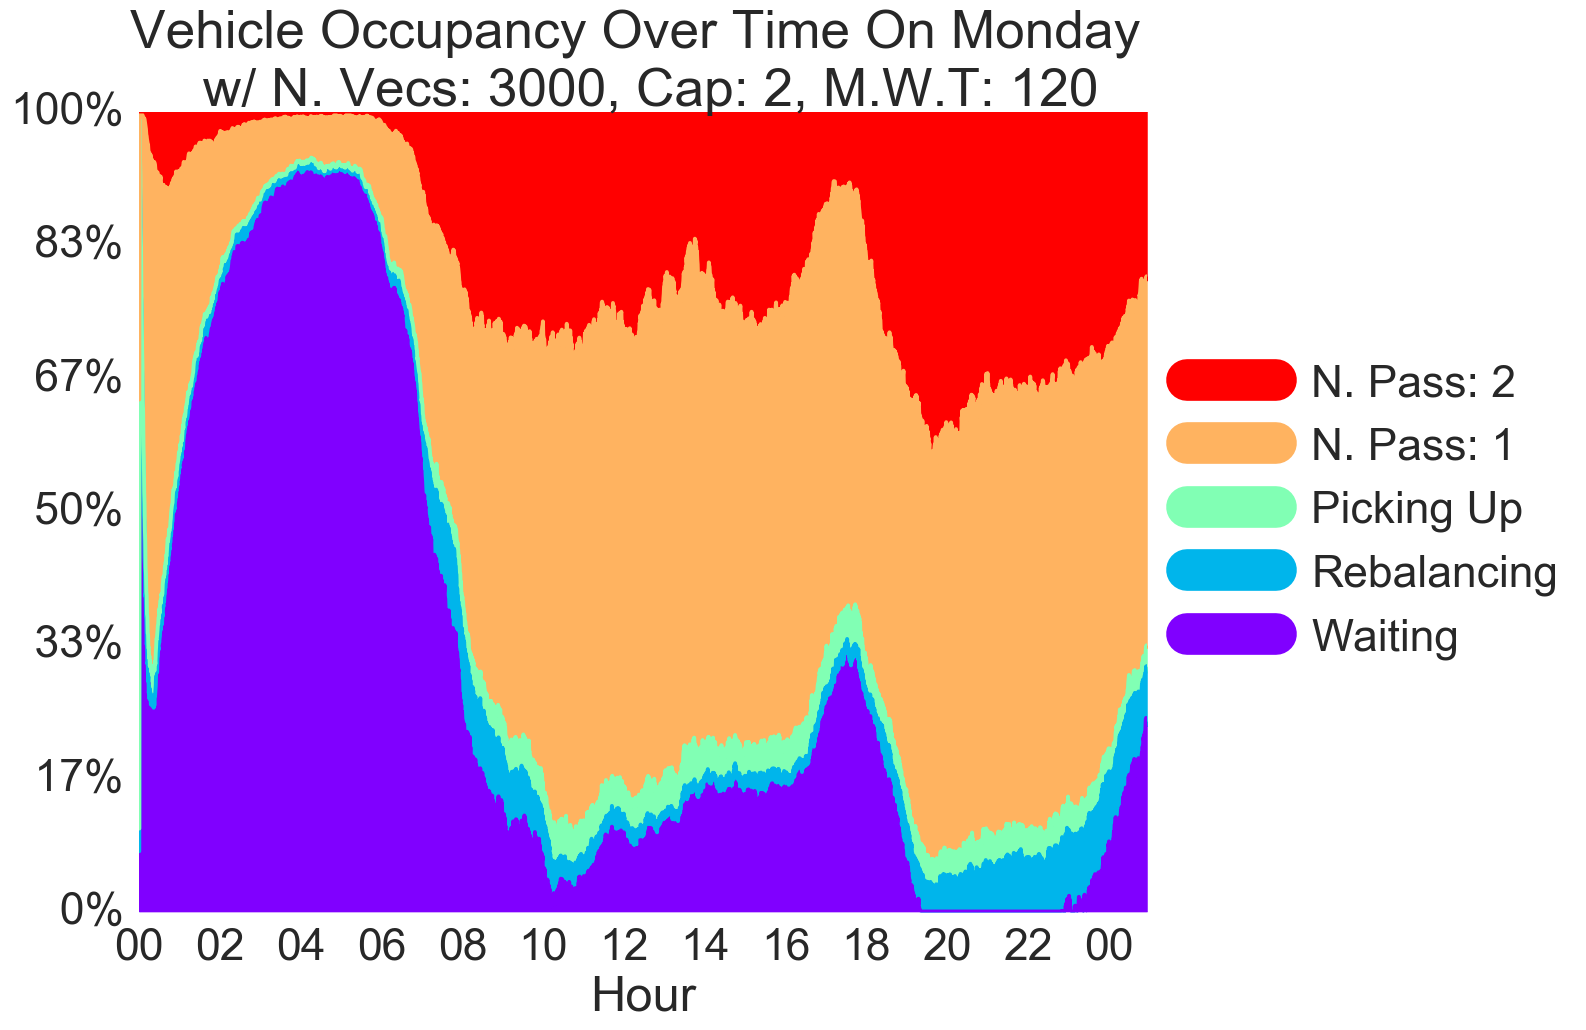 Vehicle Occupancy Over Time On Monday
w/ N. Vecs: 3000, Cap: 2, M.W.T: 120
100%
83%
67%
50%
33%
17%
0%
00 02 04 06 08 10 12 14 16 18 20 22 00
Hour
N. Pass: 2
N. Pass: 1
Picking Up
Rebalancing
Waiting